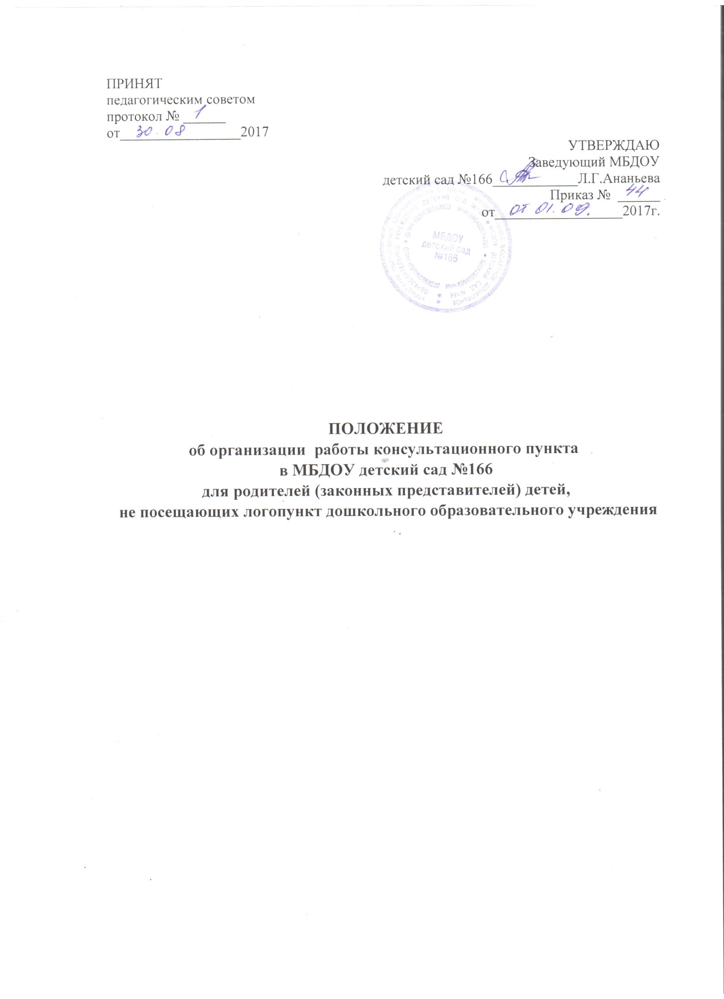 ПРИНЯТ
педагогическим советом
протокол № 1
от 30.08 2017
УТВЕРЖДАЮ
Заведующий МБДОУ
детский сад №166 Л.Г.Ананьева
Приказ № 44
от от 01.09. 2017г.
МБДОУ
детский сад
№166
ПОЛОЖЕНИЕ
об организации работы консультационного пункта
в МБДОУ детский сад №166
для родителей (законных представителей) детей,
не посещающих логопункт дошкольного образовательного учреждения